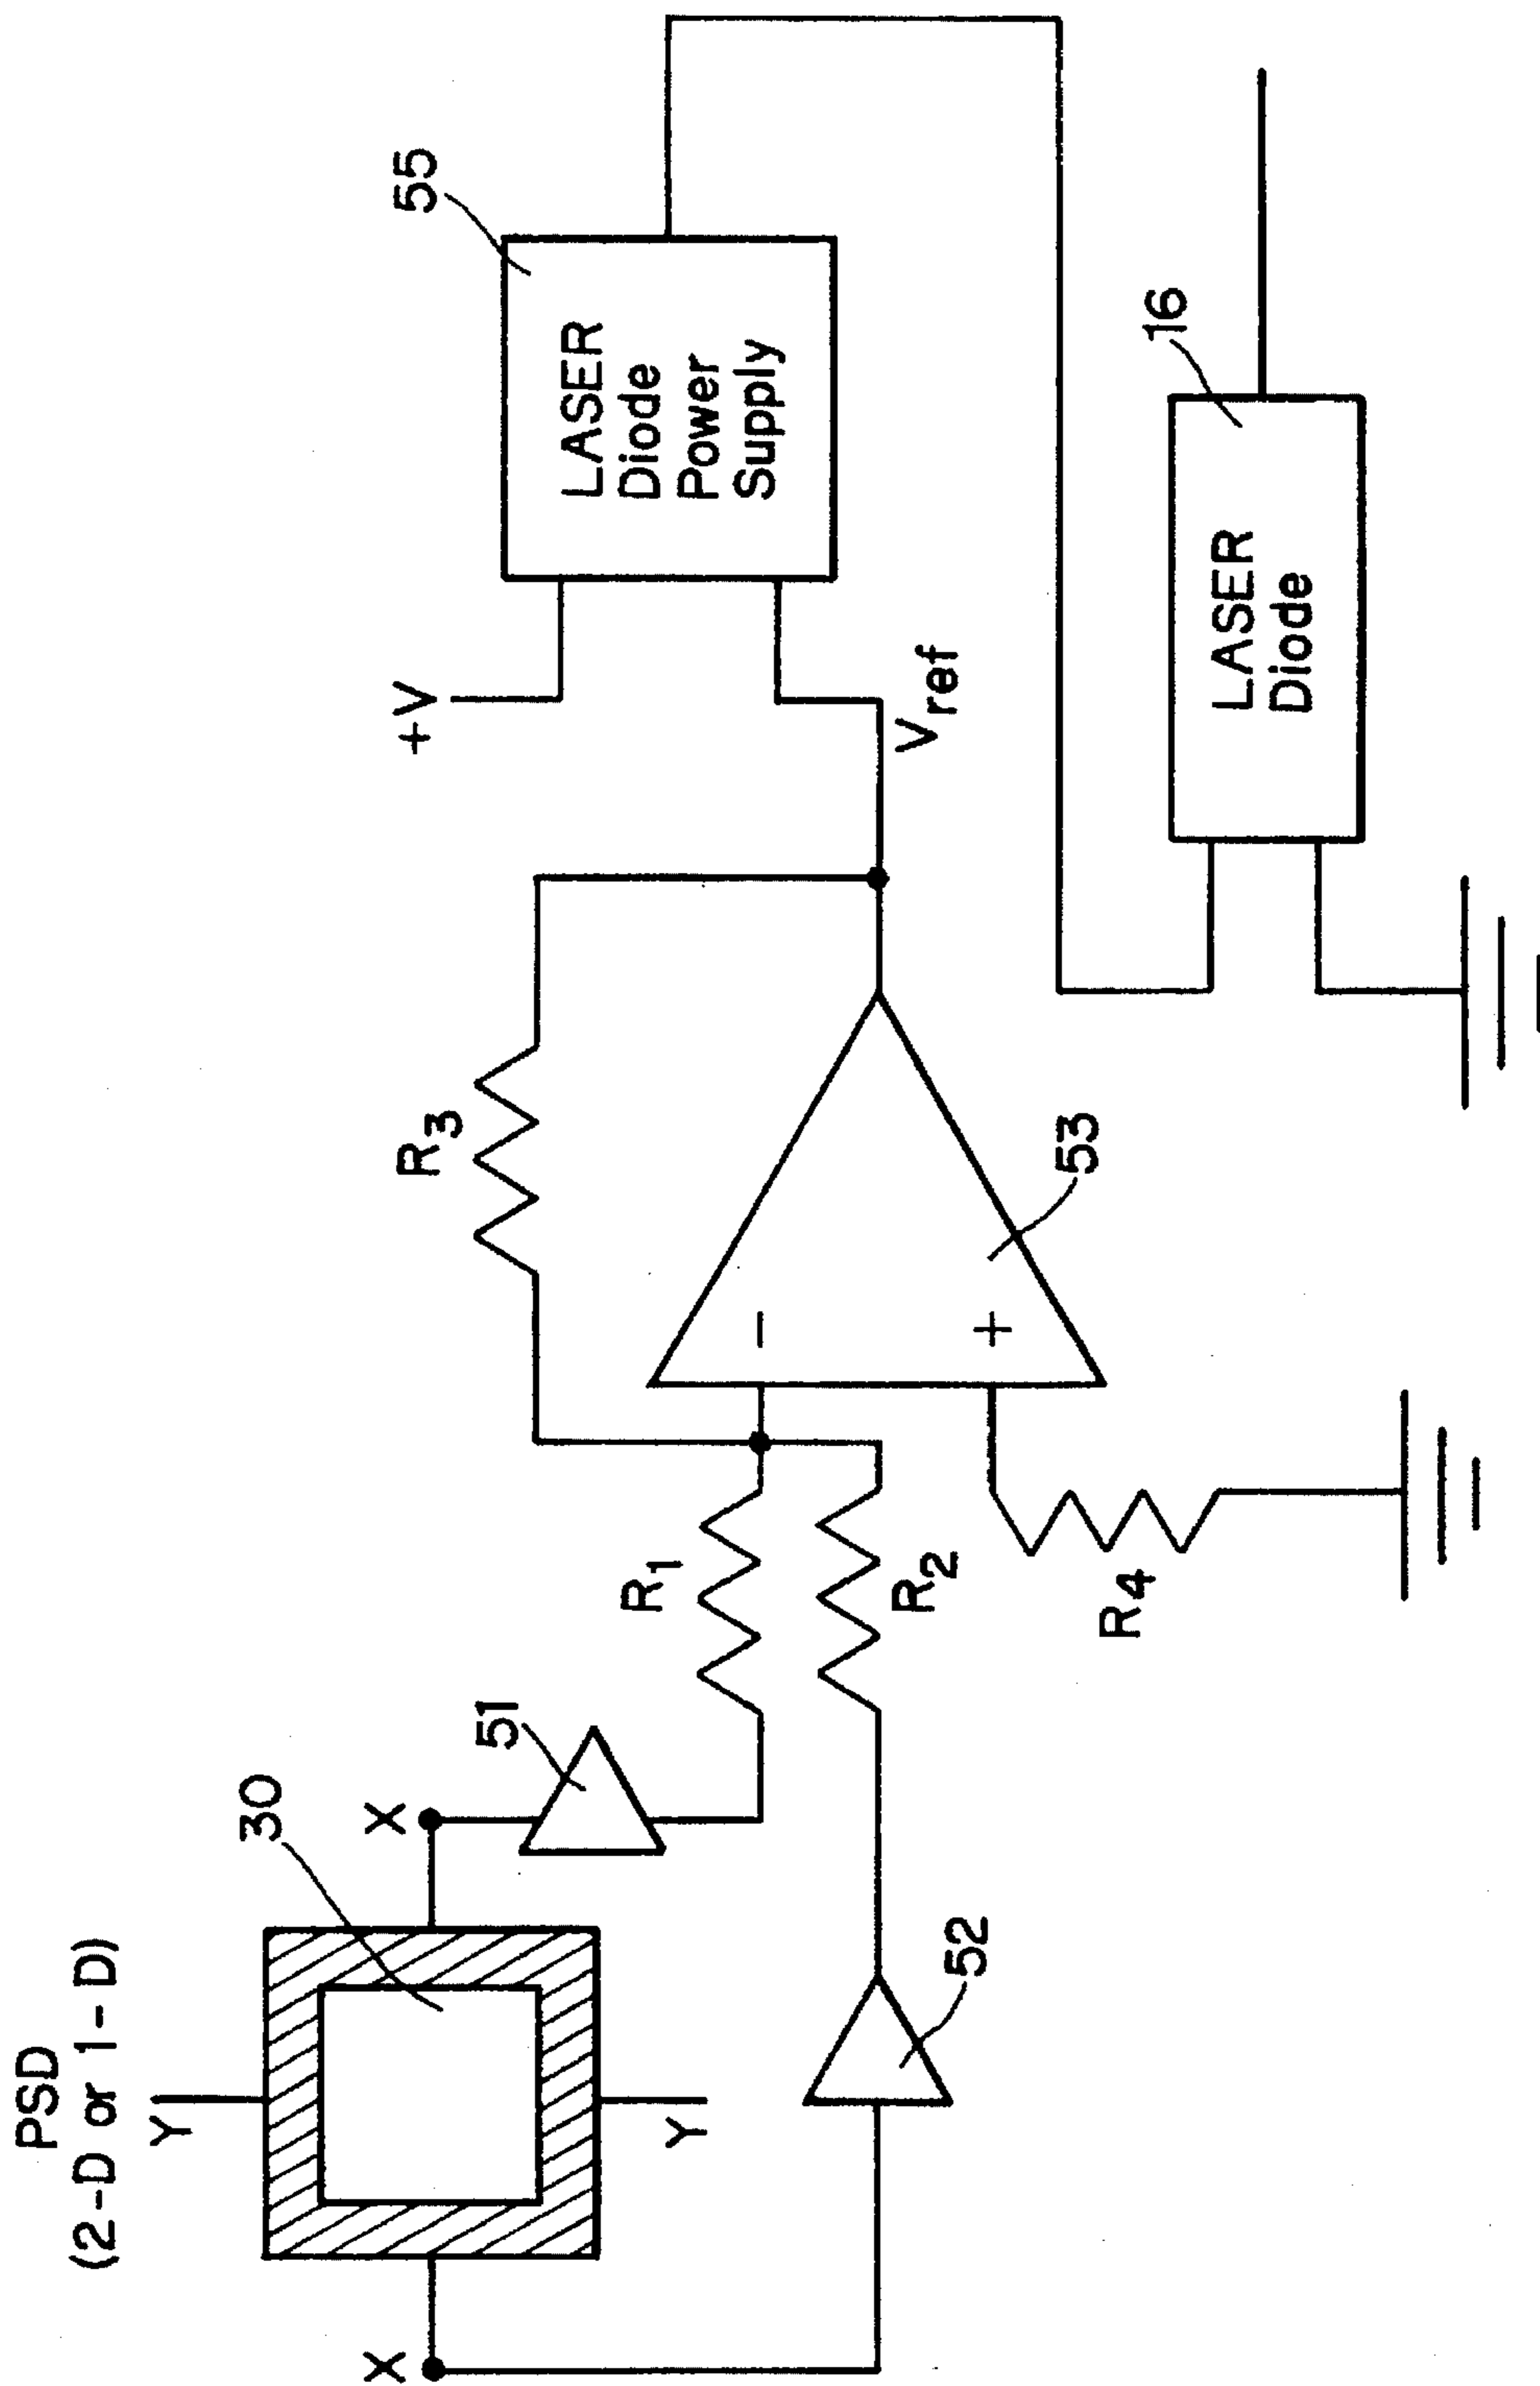 PSD
(2-D or 1-D)
Y
30
X
X
Y
51
52
R1
R2
R3
R4
−
+
53
+V
Vref
55
LASER
Diode
Power
Supply
16
LASER
Diode